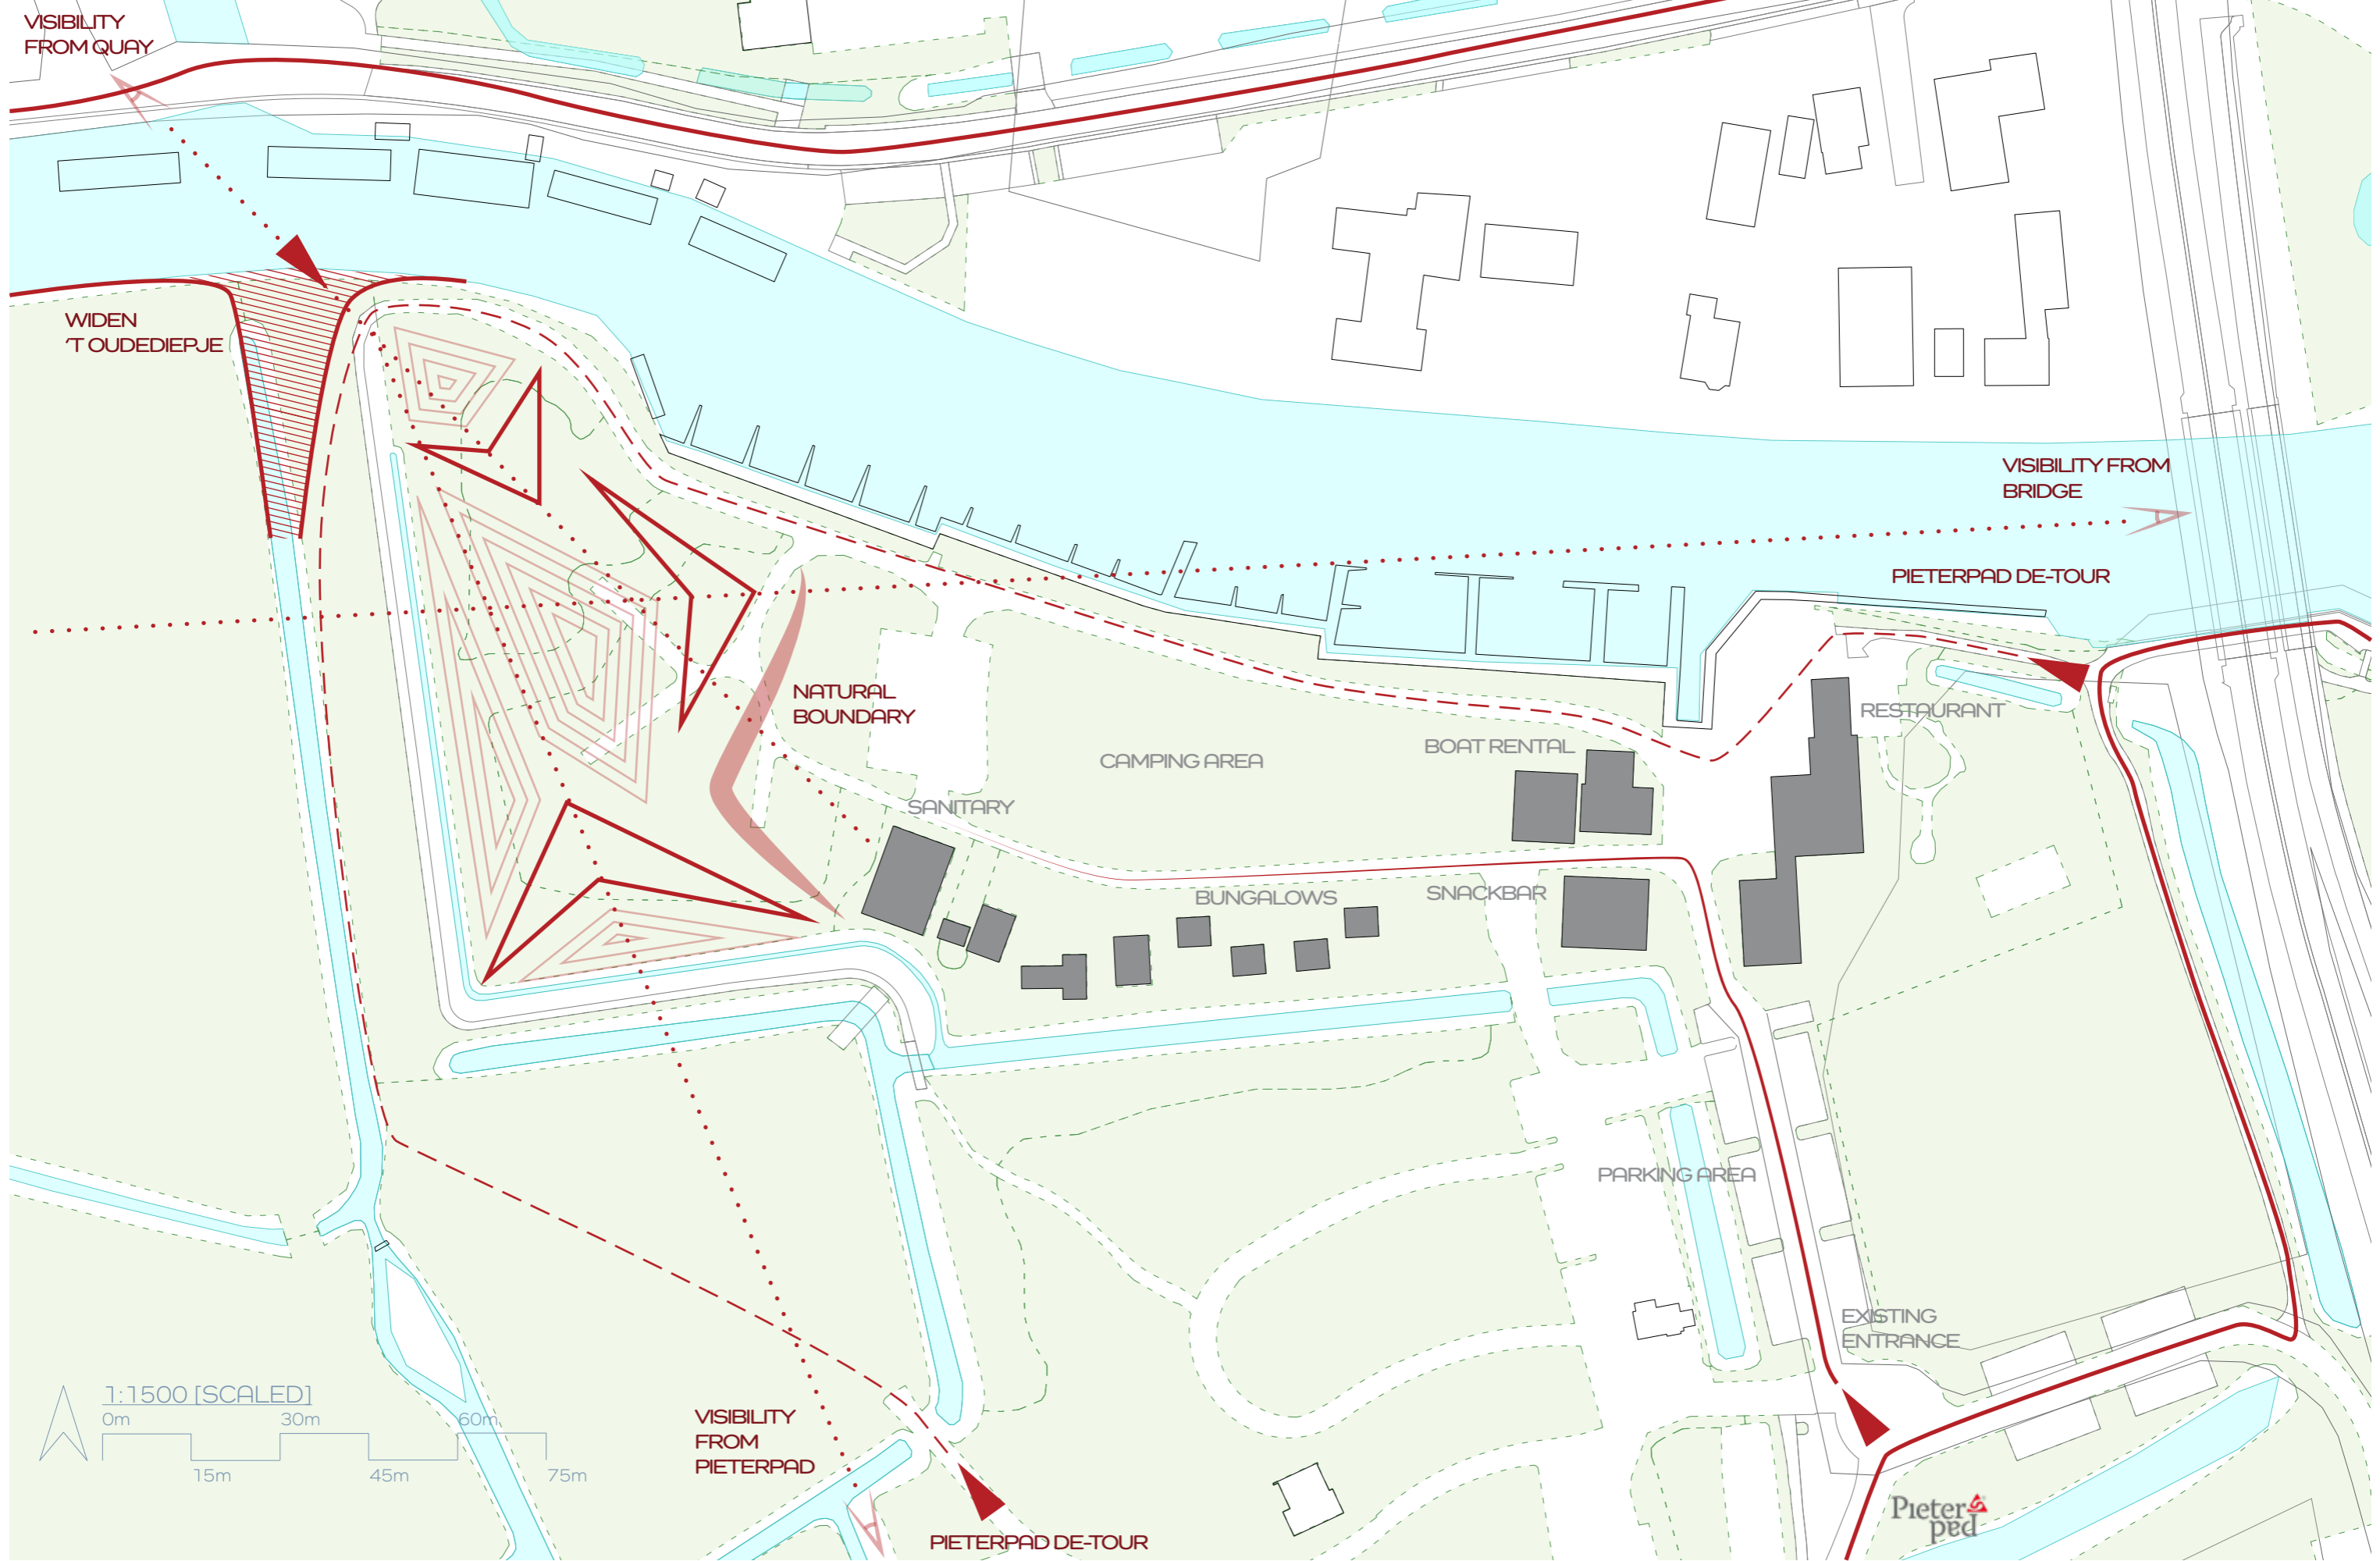 VISIBILITY
FROM QUAY
WIDEN
'T OUDEDIEPJE
VISIBILITY FROM
BRIDGE
PIETERPAD DE-TOUR
NATURAL
BOUNDARY
RESTAURANT
BOAT RENTAL
CAMPING AREA
SANITARY
BUNGALOWS
SNACKBAR
PARKING AREA
EXISTING
ENTRANCE
1:1500 [SCALED]
0m 30m 60m
15m 45m 75m
VISIBILITY
FROM
PIETERPAD
PIETERPAD DE-TOUR
Pieter
pad